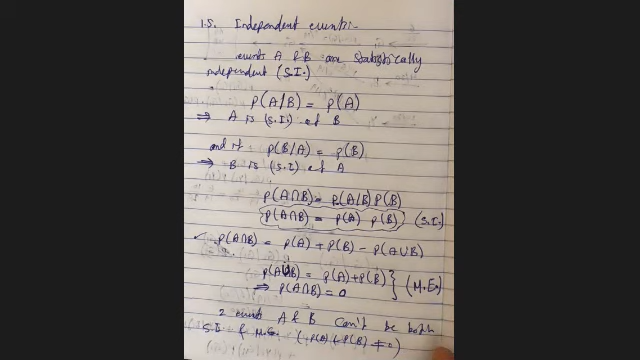 1.5. Independent events:-
events A & B are statistically
independent (S.I.)
P(A/B) = P(A)
⇒ A is (S.I.) of B
and if P(B/A) = P(B)
⇒ B is (S.I) of A
P(A∩B) = P(A/B) P(B)
P(A∩B) = P(A) P(B) (S.I.)
P(A∩B) = P(A) + P(B) - P(A∪B)
P(A∪B) = P(A) + P(B) } (M.E.)
⇒ P(A∩B) = 0
2 events A & B can't be both
S.I & M.E. P(A) P(B) ≠ 0)